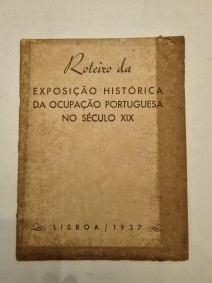 Roteiro da
EXPOSIÇÃO HISTÓRICA
DA OCUPAÇÃO PORTUGUESA
NO SÉCULO XIX
LISBOA / 1937